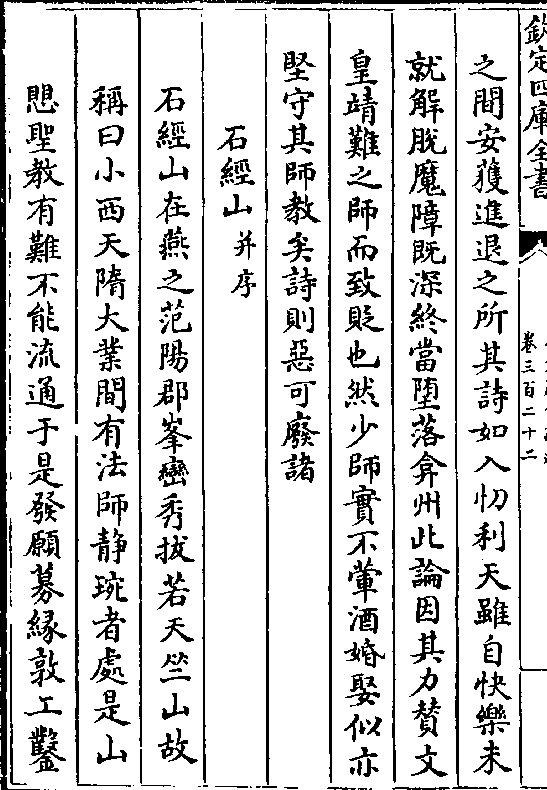 欽定四庫全書
卷三百二十二
之間安獲進退之所其詩如入忉利天雖自快樂未
就解脫魔障既深終當墮落弇州此論因其力賛文
皇靖難之師而致貶也然少師實不葷酒婚娶似亦
堅守其師教矣詩則惡可廢諸
石經山并序
石經山在燕之范陽郡峯巒秀拔若天竺山故
稱曰小西天隋大業間有法師靜琬者處是山
愳聖教有難不能流通于是發願募緣敦工鑿